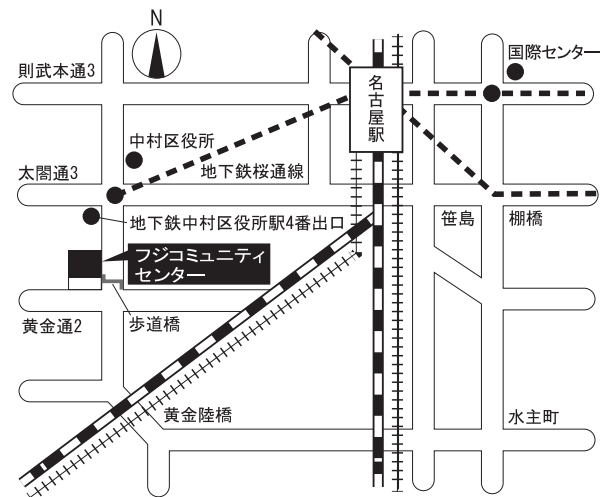 N
国際センター
則武本通3
名古屋駅
中村区役所
太閤通3
地下鉄桜通線
笹島
棚橋
地下鉄中村区役所駅4番出口
フジコミュニティ
センター
黄金通2
歩道橋
黄金陸橋
水主町